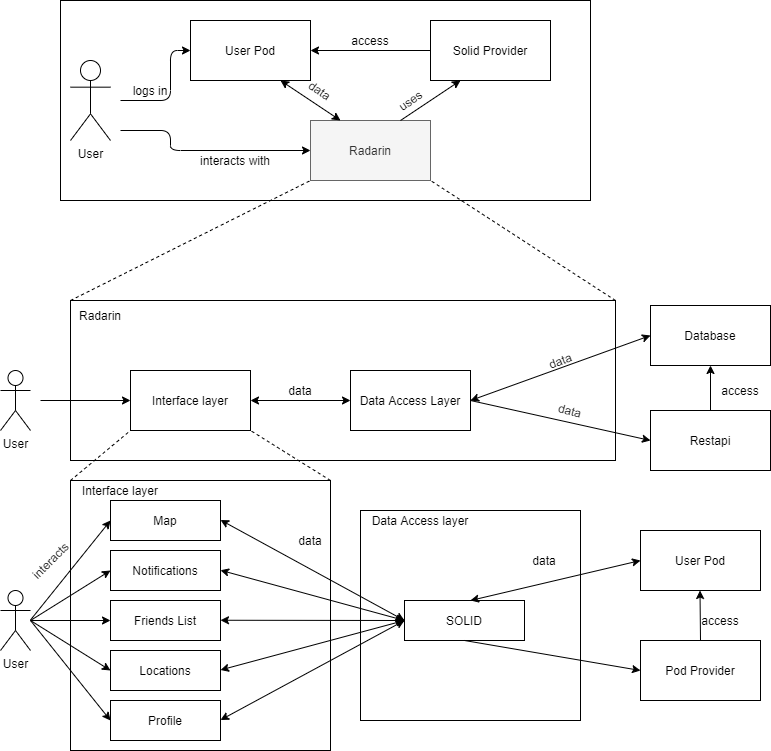 User Pod
access
Solid Provider
logs in
data
uses
User
interacts with
Radarin
Radarin
Database
data
access
User
Interface layer
data
Data Access Layer
data
Restapi
Interface layer
Map
data
Data Access layer
interacts
Notifications
data
User Pod
User
Friends List
SOLID
access
Locations
Pod Provider
Profile